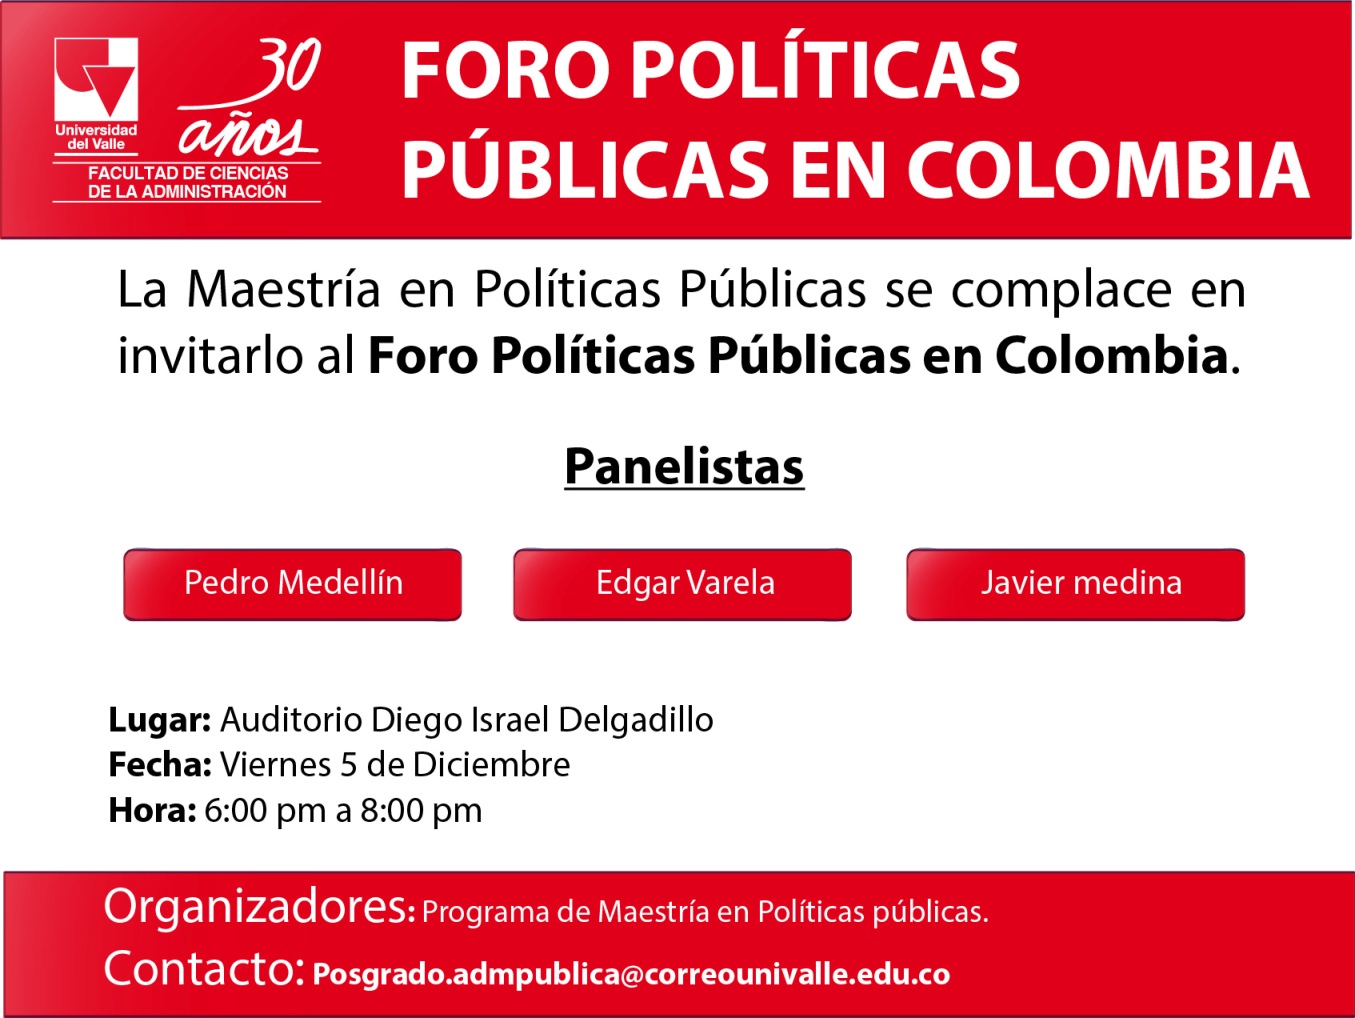 Universidad
del Valle
30
años
FACULTAD DE CIENCIAS
DE LA ADMINISTRACIÓN
FORO POLÍTICAS
PÚBLICAS EN COLOMBIA
La Maestría en Políticas Públicas se complace en
invitarlo al Foro Políticas Públicas en Colombia.
Panelistas
Pedro Medellín
Edgar Varela
Javier medina
Lugar: Auditorio Diego Israel Delgadillo
Fecha: Viernes 5 de Diciembre
Hora: 6:00 pm a 8:00 pm
Organizadores: Programa de Maestría en Políticas públicas.
Contacto: Posgrado.admpublica@correounivalle.edu.co